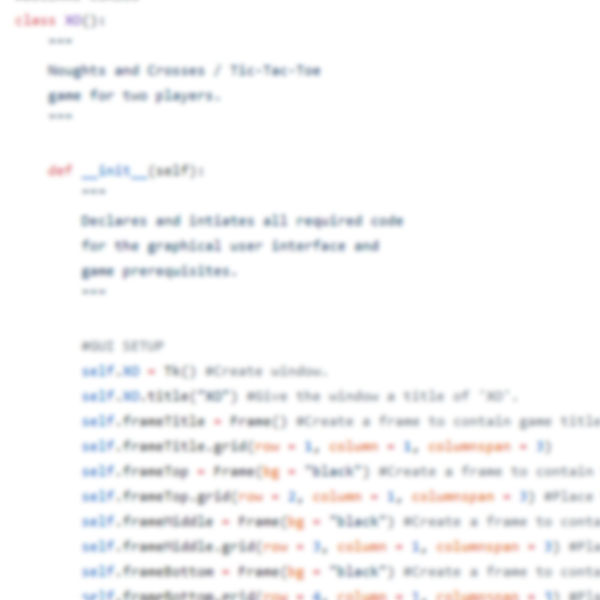 class XO():
"""
Noughts and Crosses / Tic-Tac-Toe
game for two players.
"""
def __init__(self):
"""
Declares and intiates all required code
for the graphical user interface and
game prerequisites.
"""
#GUI SETUP
self.XO = Tk() #Create window.
self.XO.title("XO") #Give the window a title of 'XO'.
self.frameTitle = Frame() #Create a frame to contain game title
self.frameTitle.grid(row = 1, column = 1, columnspan = 3)
self.frameTop = Frame(bg = "black") #Create a frame to contain
self.frameTop.grid(row = 2, column = 1, columnspan = 3) #Place
self.frameMiddle = Frame(bg = "black") #Create a frame to conta
self.frameMiddle.grid(row = 3, column = 1, columnspan = 3) #Pla
self.frameBottom = Frame(bg = "black") #Create a frame to conta
self.frameBottom.grid(row = 4, column = 1, columnspan = 3) #Pla